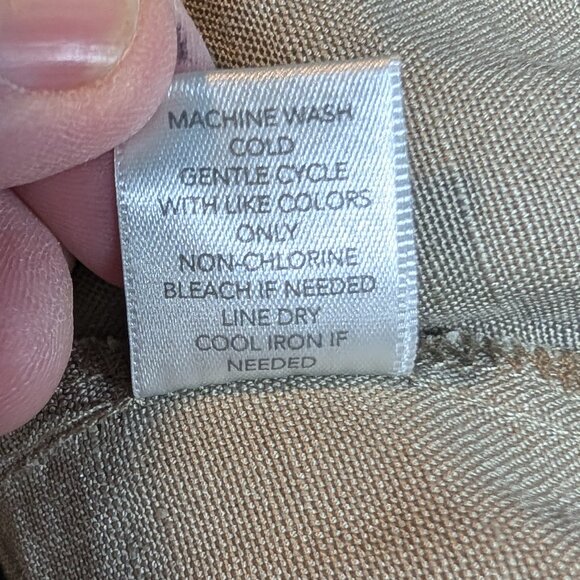 MACHINE WASH
COLD
GENTLE CYCLE
WITH LIKE COLORS
ONLY
NON-CHLORINE
BLEACH IF NEEDED
LINE DRY
COOL IRON IF
NEEDED